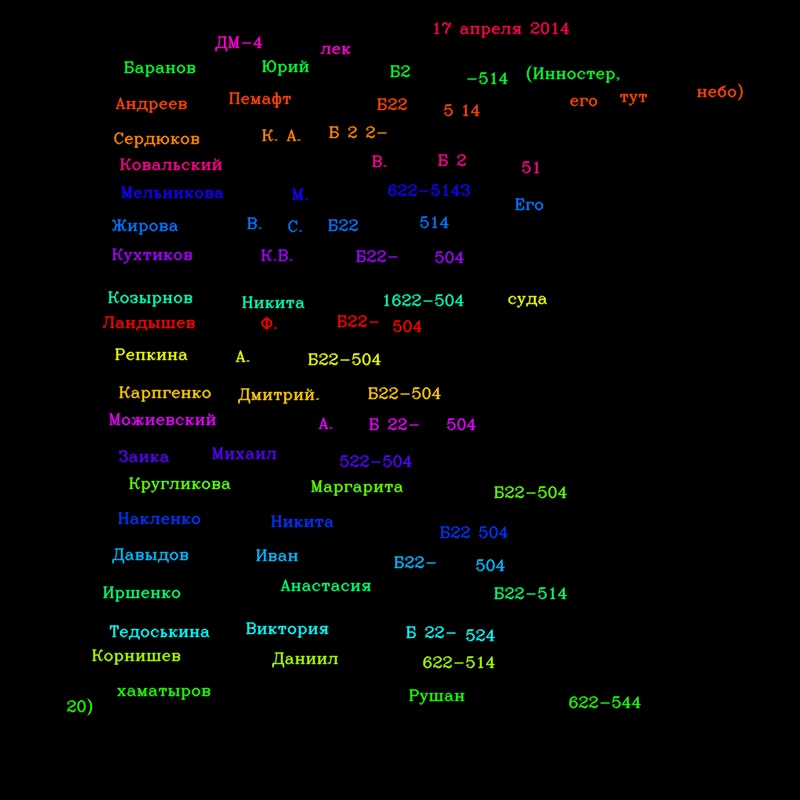 17 апреля 2014
ДМ-4 лек
Баранов Юрий Б2 -514 (Инностер,
Андреев Пемафт Б22 5 14 его тут небо)
Сердюков К. А. Б 2 2-
Ковальский В. Б 2 51
Мельникова М. 622-5143
Жирова В. С. Б22 514 Его
Кухтиков К.В. Б22- 504
Козырнов Никита 1622-504 суда
Ландышев Ф. Б22- 504
Репкина А. Б22-504
Карпгенко Дмитрий. Б22-504
Можиевский А. Б 22- 504
Заика Михаил 522-504
Кругликова Маргарита Б22-504
Накленко Никита Б22 504
Давыдов Иван Б22- 504
Иршенко Анастасия Б22-514
Тедоськина Виктория Б 22- 524
Корнишев Даниил 622-514
20) хаматыров Рушан 622-544